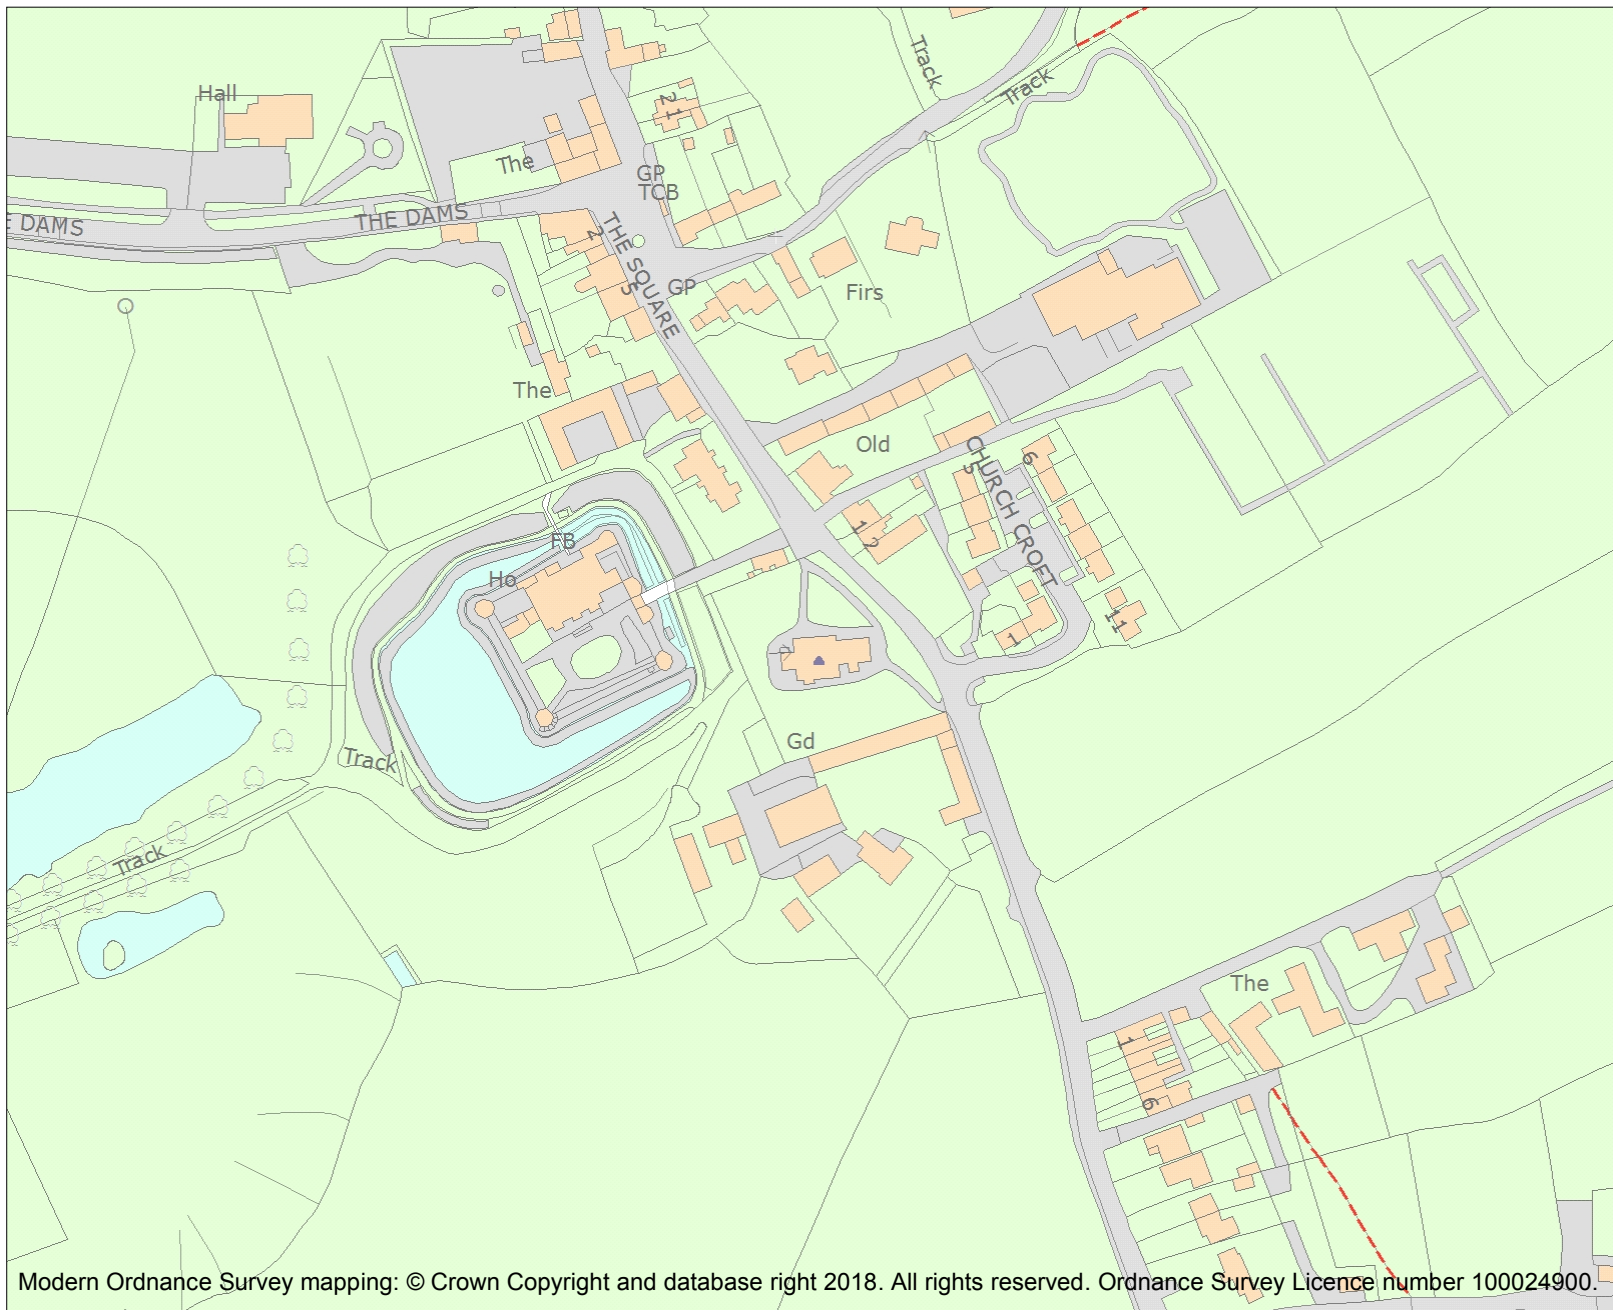 Track
Track
Hall
2
1
The
GP
TCB
E DAMS
THE DAMS
THE SQUARE
2
5
GP
Firs
The
Old
CHURCH CROFT
5
6
1
2
FB
Ho
11
1
Gd
Track
Track
The
1
6
Modern Ordnance Survey mapping: © Crown Copyright and database right 2018. All rights reserved. Ordnance Survey Licence number 100024900.